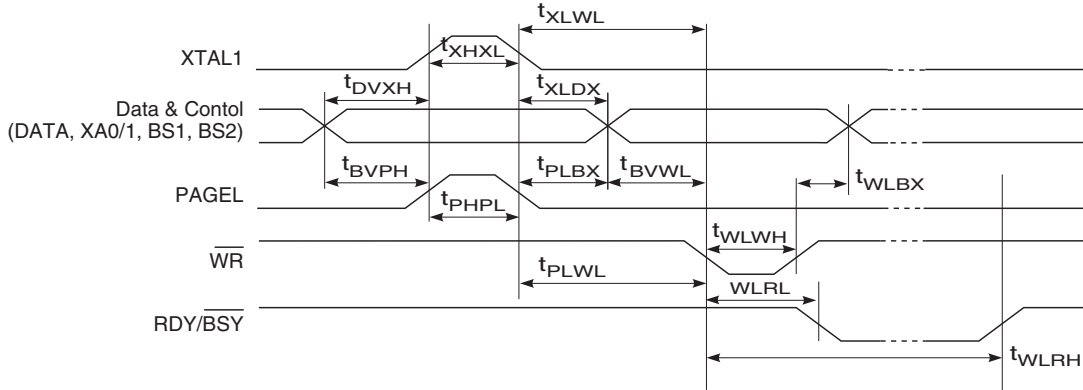 tXLWL
XTAL1
tXHXL
tDVXH
tXLDX
Data & Contol
(DATA, XA0/1, BS1, BS2)
tBVPH
tPLBX
tBVWL
tWLBX
PAGEL
tPHPL
tWLWH
WR
tPLWL
WLRL
RDY/BSY
tWLRH